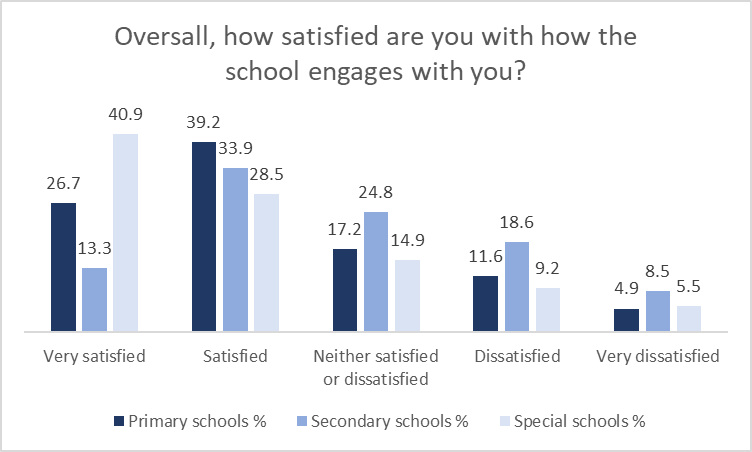 Oversall, how satisfied are you with how the
school engages with you?
40.9
39.2
33.9
28.5
26.7
24.8
18.6
17.2
14.9
13.3
11.6
9.2
8.5
4.9
5.5
Very satisfied
Satisfied
Neither satisfied
or dissatisfied
Dissatisfied
Very dissatisfied
Primary schools %
Secondary schools %
Special schools %